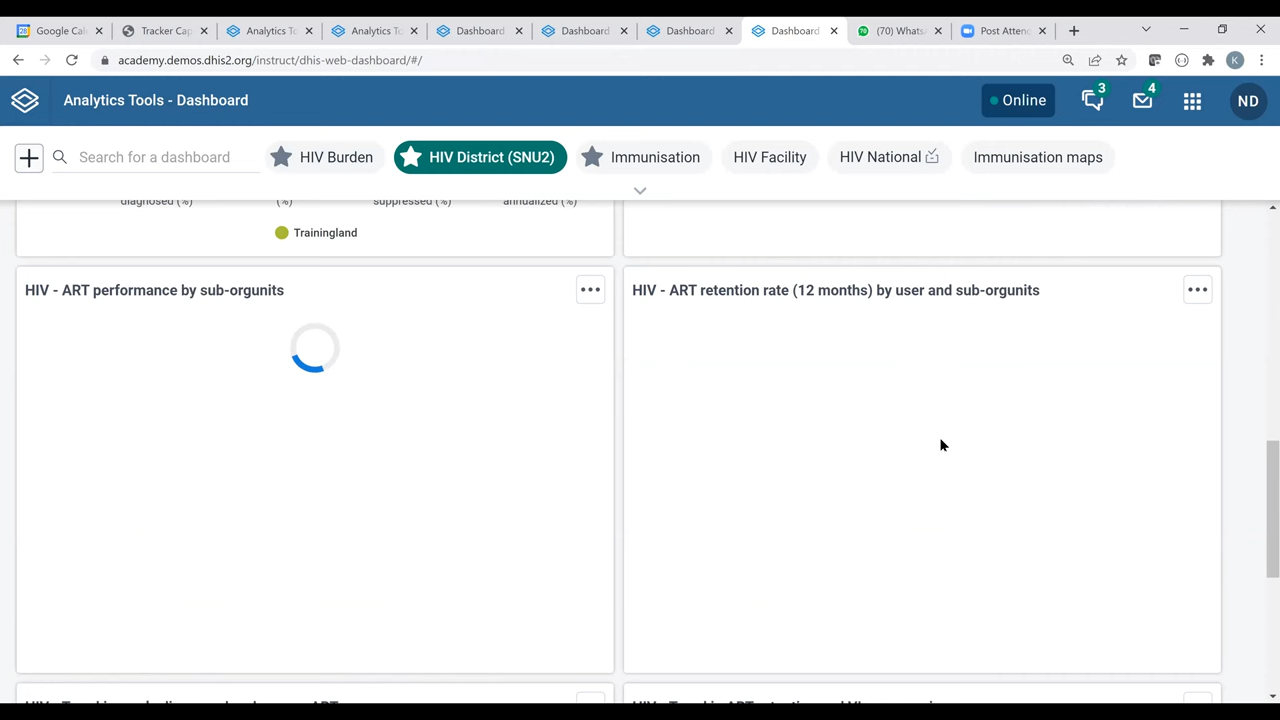 Google Cal
Tracker Cap
Analytics To
Analytics To
Dashboard
Dashboard
Dashboard
Dashboard
(70) Whats
Post Attend
academy.demos.dhis2.org/instruct/dhis-web-dashboard/#/
Analytics Tools - Dashboard
Online
3
4
ND
K
Search for a dashboard
HIV Burden
HIV District (SNU2)
Immunisation
HIV Facility
HIV National
Immunisation maps
diagnosed (%)
(%)
suppressed (%)
annualized (%)
Trainingland
HIV - ART performance by sub-orgunits
HIV - ART retention rate (12 months) by user and sub-orgunits